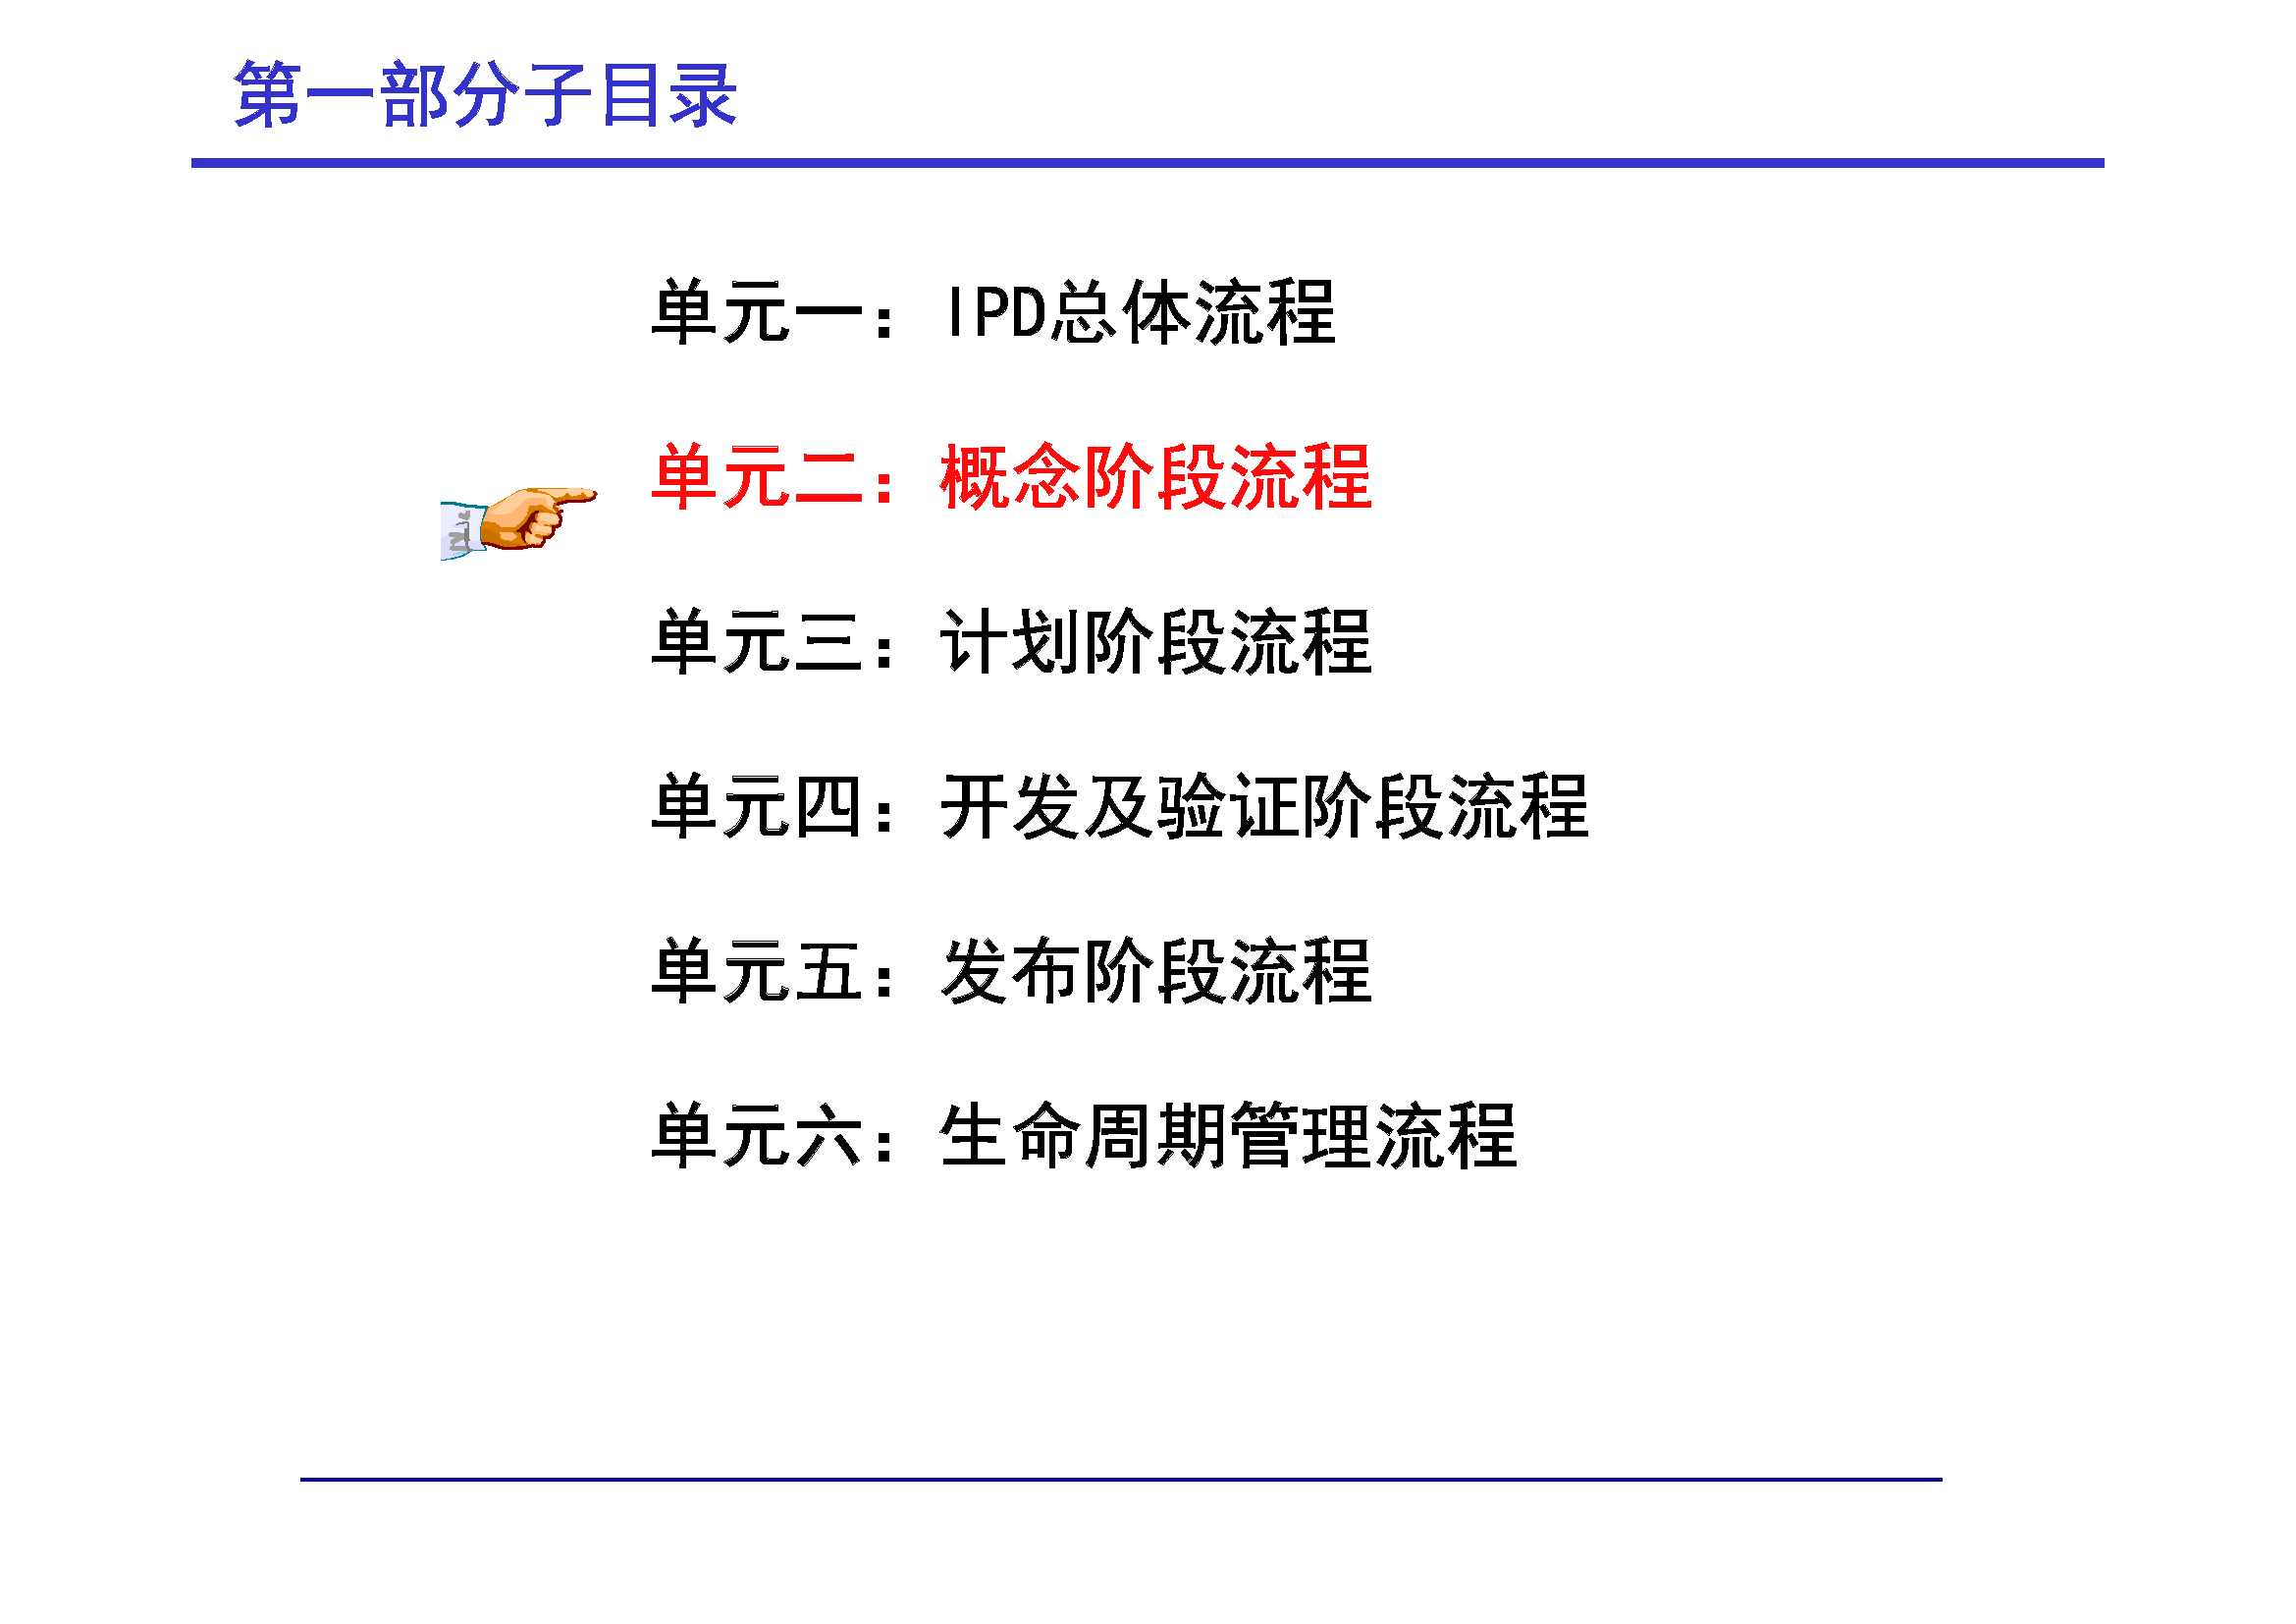 第一部分子目录
单元一：IPD总体流程
单元二：概念阶段流程
单元三：计划阶段流程
单元四：开发及验证阶段流程
单元五：发布阶段流程
单元六：生命周期管理流程